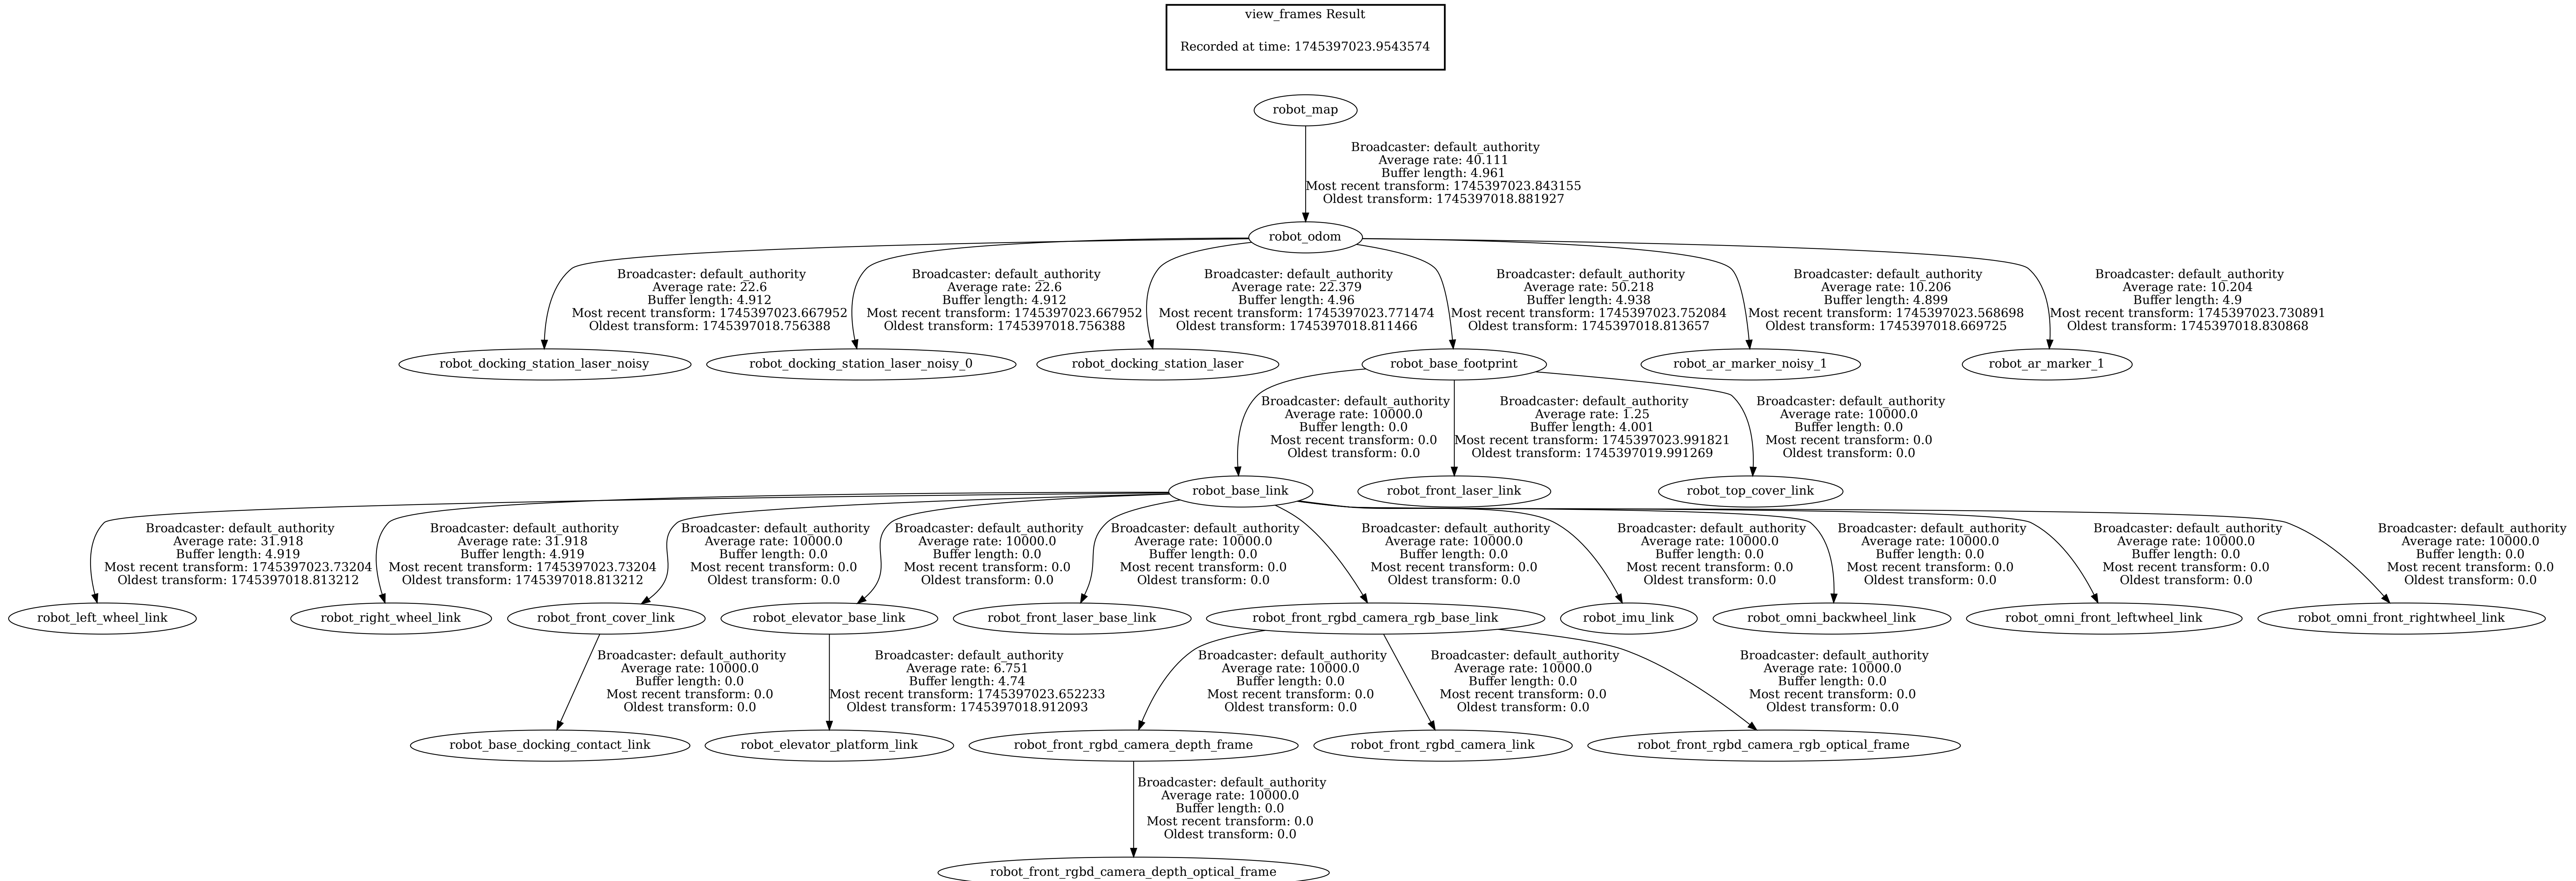 view_frames Result
Recorded at time: 1745397023.9543574
robot_map
Broadcaster: default_authority
Average rate: 40.111
Buffer length: 4.961
Most recent transform: 1745397023.843155
Oldest transform: 1745397018.881927
robot_odom
Broadcaster: default_authority
Average rate: 22.6
Buffer length: 4.912
Most recent transform: 1745397023.667952
Oldest transform: 1745397018.756388
Broadcaster: default_authority
Average rate: 22.6
Buffer length: 4.912
Most recent transform: 1745397023.667952
Oldest transform: 1745397018.756388
Broadcaster: default_authority
Average rate: 22.379
Buffer length: 4.96
Most recent transform: 1745397023.771474
Oldest transform: 1745397018.811466
Broadcaster: default_authority
Average rate: 50.218
Buffer length: 4.938
Most recent transform: 1745397023.752084
Oldest transform: 1745397018.813657
Broadcaster: default_authority
Average rate: 10.206
Buffer length: 4.899
Most recent transform: 1745397023.568698
Oldest transform: 1745397018.669725
Broadcaster: default_authority
Average rate: 10.204
Buffer length: 4.9
Most recent transform: 1745397023.730891
Oldest transform: 1745397018.830868
robot_docking_station_laser_noisy
robot_docking_station_laser_noisy_0
robot_docking_station_laser
robot_base_footprint
robot_ar_marker_noisy_1
robot_ar_marker_1
Broadcaster: default_authority
Average rate: 10000.0
Buffer length: 0.0
Most recent transform: 0.0
Oldest transform: 0.0
Broadcaster: default_authority
Average rate: 1.25
Buffer length: 4.001
Most recent transform: 1745397023.991821
Oldest transform: 1745397019.991269
Broadcaster: default_authority
Average rate: 10000.0
Buffer length: 0.0
Most recent transform: 0.0
Oldest transform: 0.0
robot_base_link
robot_front_laser_link
robot_top_cover_link
Broadcaster: default_authority
Average rate: 31.918
Buffer length: 4.919
Most recent transform: 1745397023.73204
Oldest transform: 1745397018.813212
Broadcaster: default_authority
Average rate: 31.918
Buffer length: 4.919
Most recent transform: 1745397023.73204
Oldest transform: 1745397018.813212
Broadcaster: default_authority
Average rate: 10000.0
Buffer length: 0.0
Most recent transform: 0.0
Oldest transform: 0.0
Broadcaster: default_authority
Average rate: 10000.0
Buffer length: 0.0
Most recent transform: 0.0
Oldest transform: 0.0
Broadcaster: default_authority
Average rate: 10000.0
Buffer length: 0.0
Most recent transform: 0.0
Oldest transform: 0.0
Broadcaster: default_authority
Average rate: 10000.0
Buffer length: 0.0
Most recent transform: 0.0
Oldest transform: 0.0
Broadcaster: default_authority
Average rate: 10000.0
Buffer length: 0.0
Most recent transform: 0.0
Oldest transform: 0.0
Broadcaster: default_authority
Average rate: 10000.0
Buffer length: 0.0
Most recent transform: 0.0
Oldest transform: 0.0
Broadcaster: default_authority
Average rate: 10000.0
Buffer length: 0.0
Most recent transform: 0.0
Oldest transform: 0.0
Broadcaster: default_authority
Average rate: 10000.0
Buffer length: 0.0
Most recent transform: 0.0
Oldest transform: 0.0
robot_left_wheel_link
robot_right_wheel_link
robot_front_cover_link
robot_elevator_base_link
robot_front_laser_base_link
robot_front_rgbd_camera_rgb_base_link
robot_imu_link
robot_omni_backwheel_link
robot_omni_front_leftwheel_link
robot_omni_front_rightwheel_link
Broadcaster: default_authority
Average rate: 10000.0
Buffer length: 0.0
Most recent transform: 0.0
Oldest transform: 0.0
Broadcaster: default_authority
Average rate: 6.751
Buffer length: 4.74
Most recent transform: 1745397023.652233
Oldest transform: 1745397018.912093
Broadcaster: default_authority
Average rate: 10000.0
Buffer length: 0.0
Most recent transform: 0.0
Oldest transform: 0.0
Broadcaster: default_authority
Average rate: 10000.0
Buffer length: 0.0
Most recent transform: 0.0
Oldest transform: 0.0
Broadcaster: default_authority
Average rate: 10000.0
Buffer length: 0.0
Most recent transform: 0.0
Oldest transform: 0.0
robot_base_docking_contact_link
robot_elevator_platform_link
robot_front_rgbd_camera_depth_frame
robot_front_rgbd_camera_link
robot_front_rgbd_camera_rgb_optical_frame
Broadcaster: default_authority
Average rate: 10000.0
Buffer length: 0.0
Most recent transform: 0.0
Oldest transform: 0.0
robot_front_rgbd_camera_depth_optical_frame